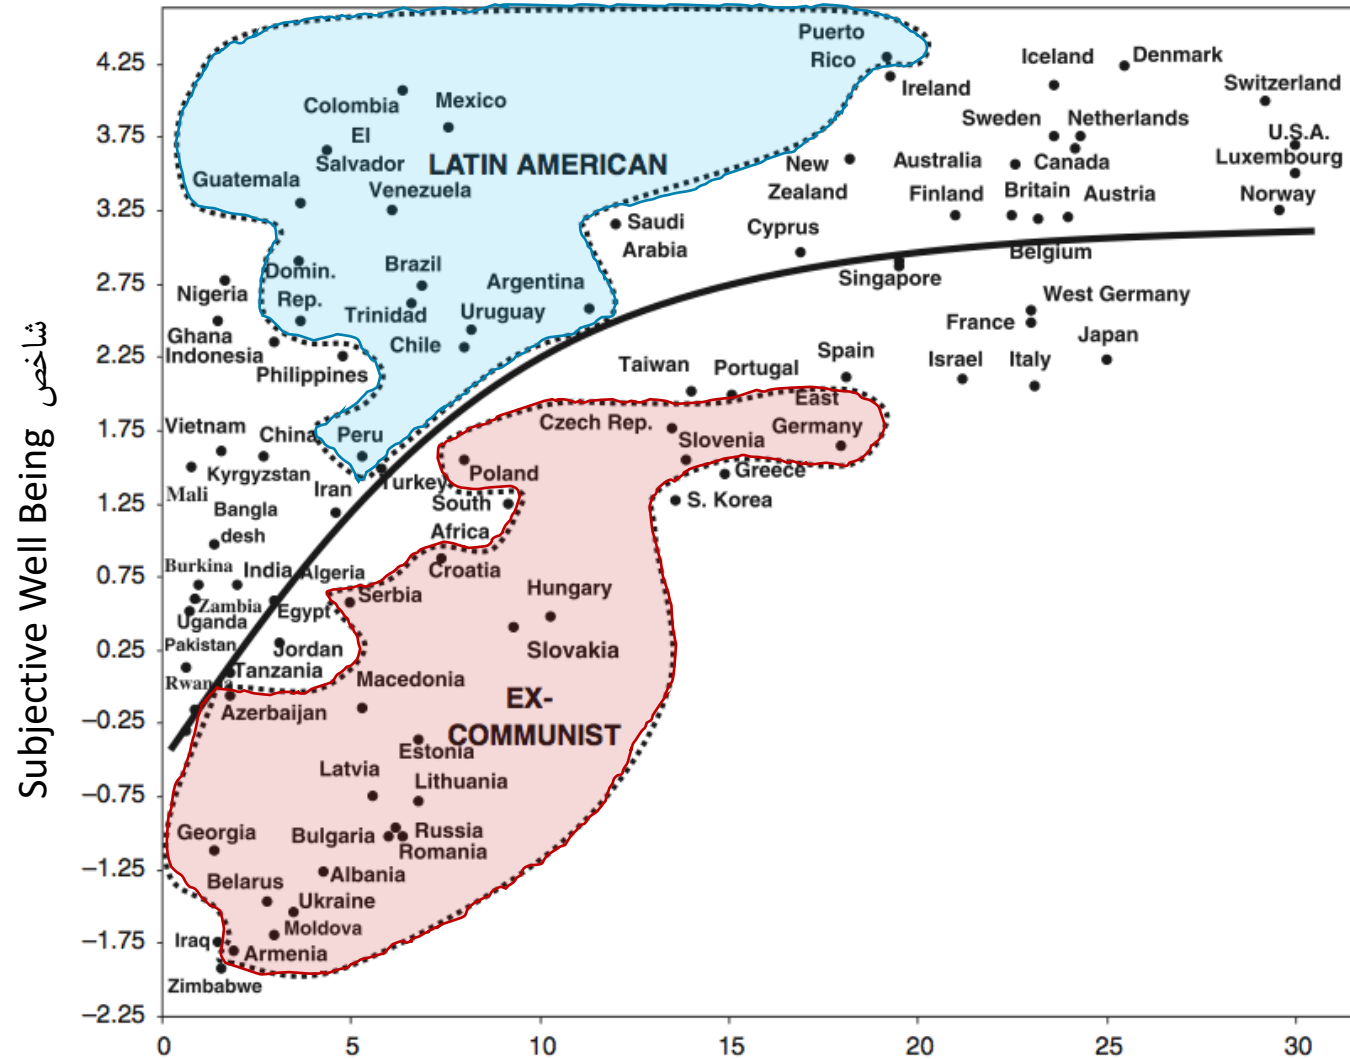 Puerto
Rico
4.25
Iceland
Denmark
Ireland
Switzerland
Colombia
Mexico
El
Salvador
Sweden
Netherlands
3.75
U.S.A.
LATIN AMERICAN
New
Zealand
Australia
Canada
Luxembourg
Guatemala
Venezuela
Finland
Britain
Austria
Norway
3.25
Saudi
Arabia
Cyprus
Belgium
Domin.
Rep.
Brazil
Argentina
Singapore
2.75
Nigeria
Trinidad
Uruguay
West Germany
France
Ghana
Chile
Japan
2.25
Indonesia
Philippines
Taiwan
Portugal
Spain
Israel
Italy
East
Germany
Czech Rep.
1.75
Vietnam
China
Peru
Slovenia
Kyrgyzstan
Poland
Greece
Mali
Iran
Turkey
1.25
Bangla
desh
South
Africa
S. Korea
0.75
Burkina
India
Algeria
Croatia
Zambia
Egypt
Serbia
Hungary
Uganda
0.25
Pakistan
Jordan
Slovakia
Tanzania
Rwanda
Macedonia
EX-
COMMUNIST
−0.25
Azerbaijan
Estonia
Latvia
Lithuania
−0.75
Georgia
Bulgaria
Russia
Romania
−1.25
Belarus
Albania
Ukraine
Moldova
−1.75
Iraq
Armenia
Zimbabwe
−2.25
0 5 10 15 20 25 30
Subjective Well Being شاخص